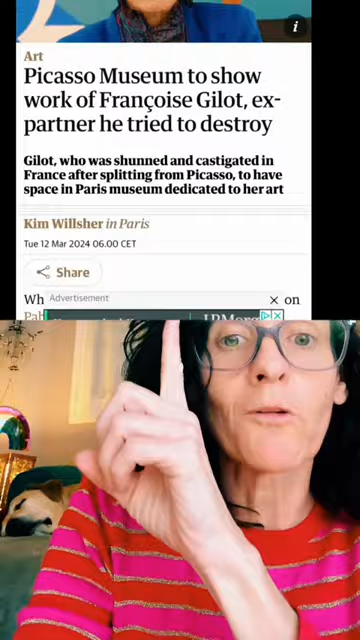 i
Art
Picasso Museum to show
work of Françoise Gilot, ex-
partner he tried to destroy
Gilot, who was shunned and castigated in
France after splitting from Picasso, to have
space in Paris museum dedicated to her art
Kim Willsher in Paris
Tue 12 Mar 2024 06.00 CET
Share
Wh Advertisement on